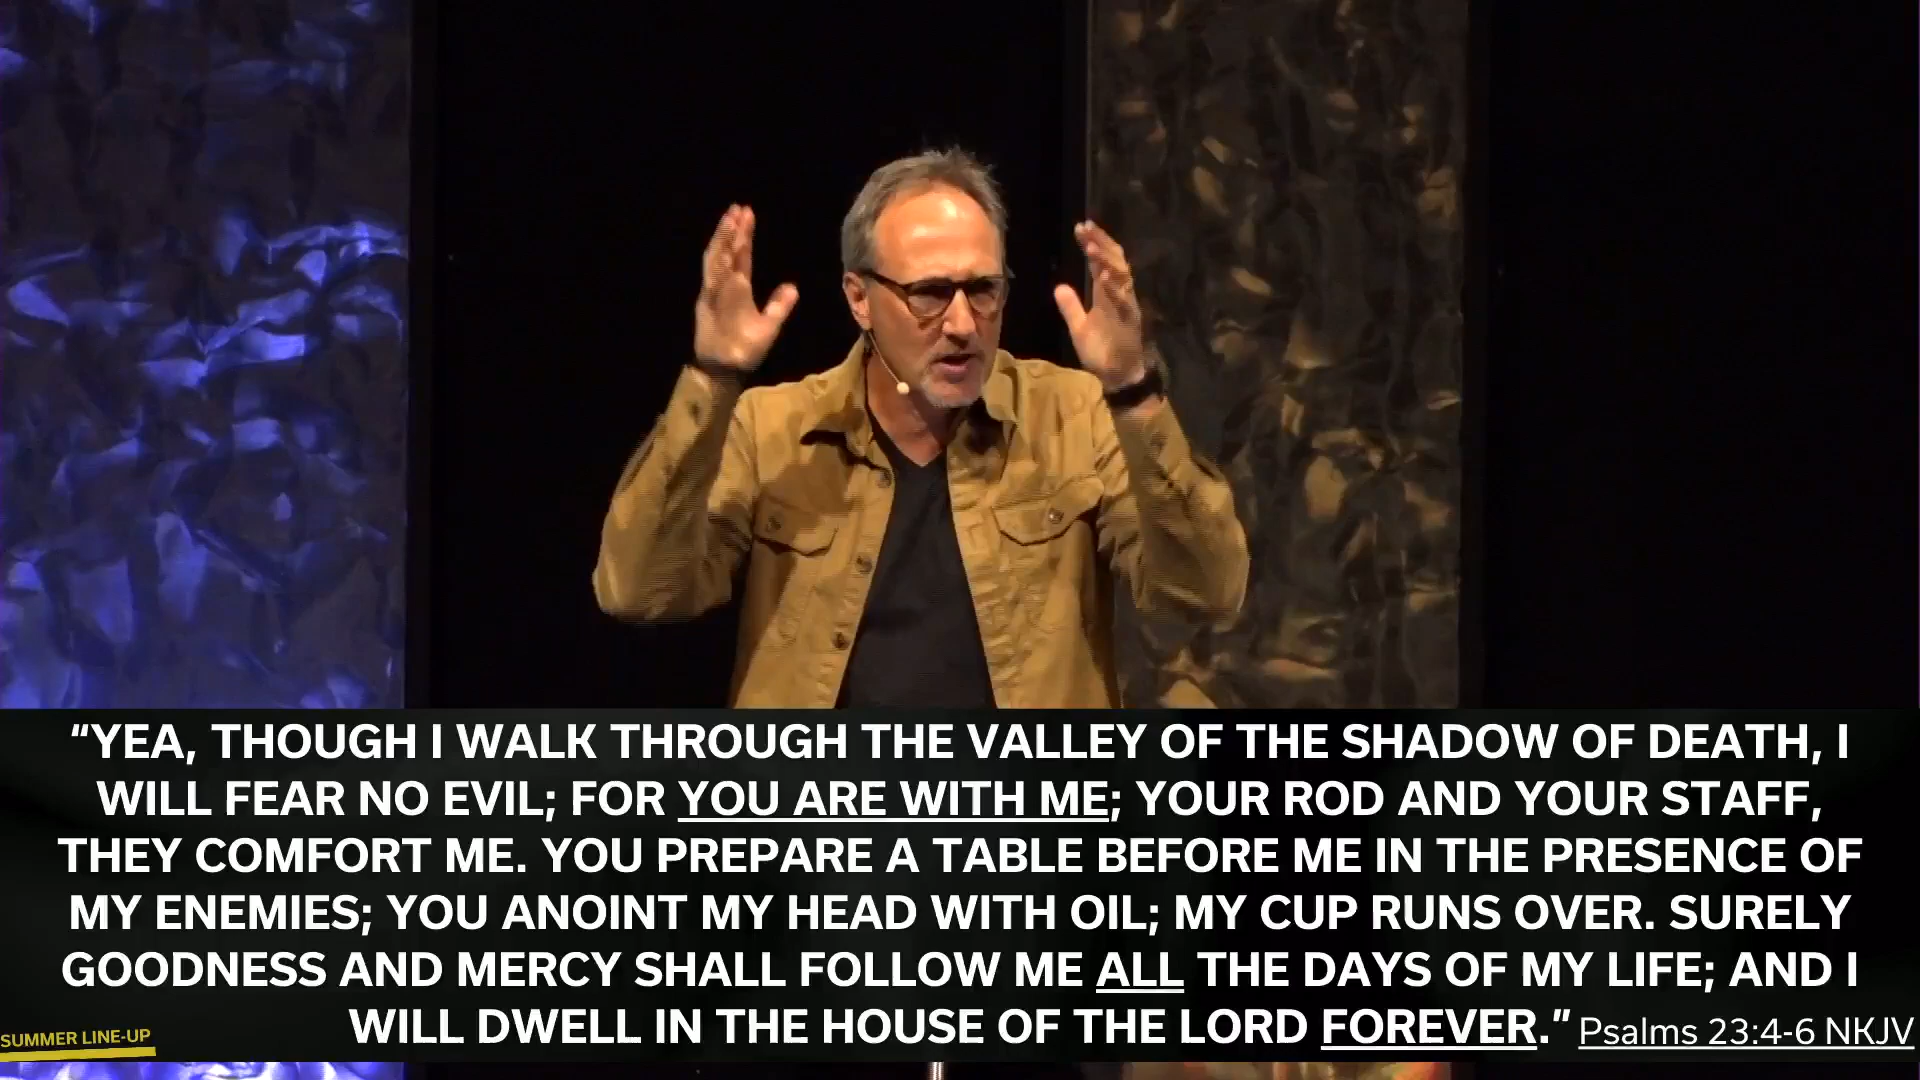 “YEA, THOUGH I WALK THROUGH THE VALLEY OF THE SHADOW OF DEATH, I
WILL FEAR NO EVIL; FOR YOU ARE WITH ME; YOUR ROD AND YOUR STAFF,
THEY COMFORT ME. YOU PREPARE A TABLE BEFORE ME IN THE PRESENCE OF
MY ENEMIES; YOU ANOINT MY HEAD WITH OIL; MY CUP RUNS OVER. SURELY
GOODNESS AND MERCY SHALL FOLLOW ME ALL THE DAYS OF MY LIFE; AND I
WILL DWELL IN THE HOUSE OF THE LORD FOREVER.” Psalms 23:4-6 NKJV
SUMMER LINE-UP